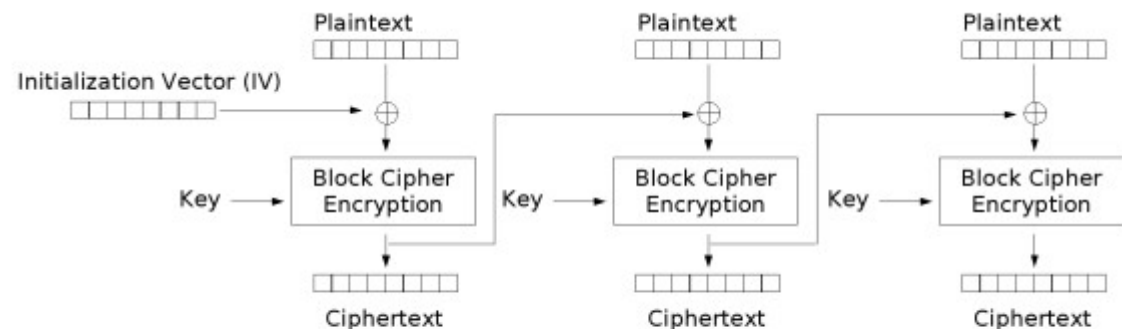 Plaintext
Plaintext
Plaintext
Initialization Vector (IV)
Key
Block Cipher
Encryption
Key
Block Cipher
Encryption
Key
Block Cipher
Encryption
Ciphertext
Ciphertext
Ciphertext